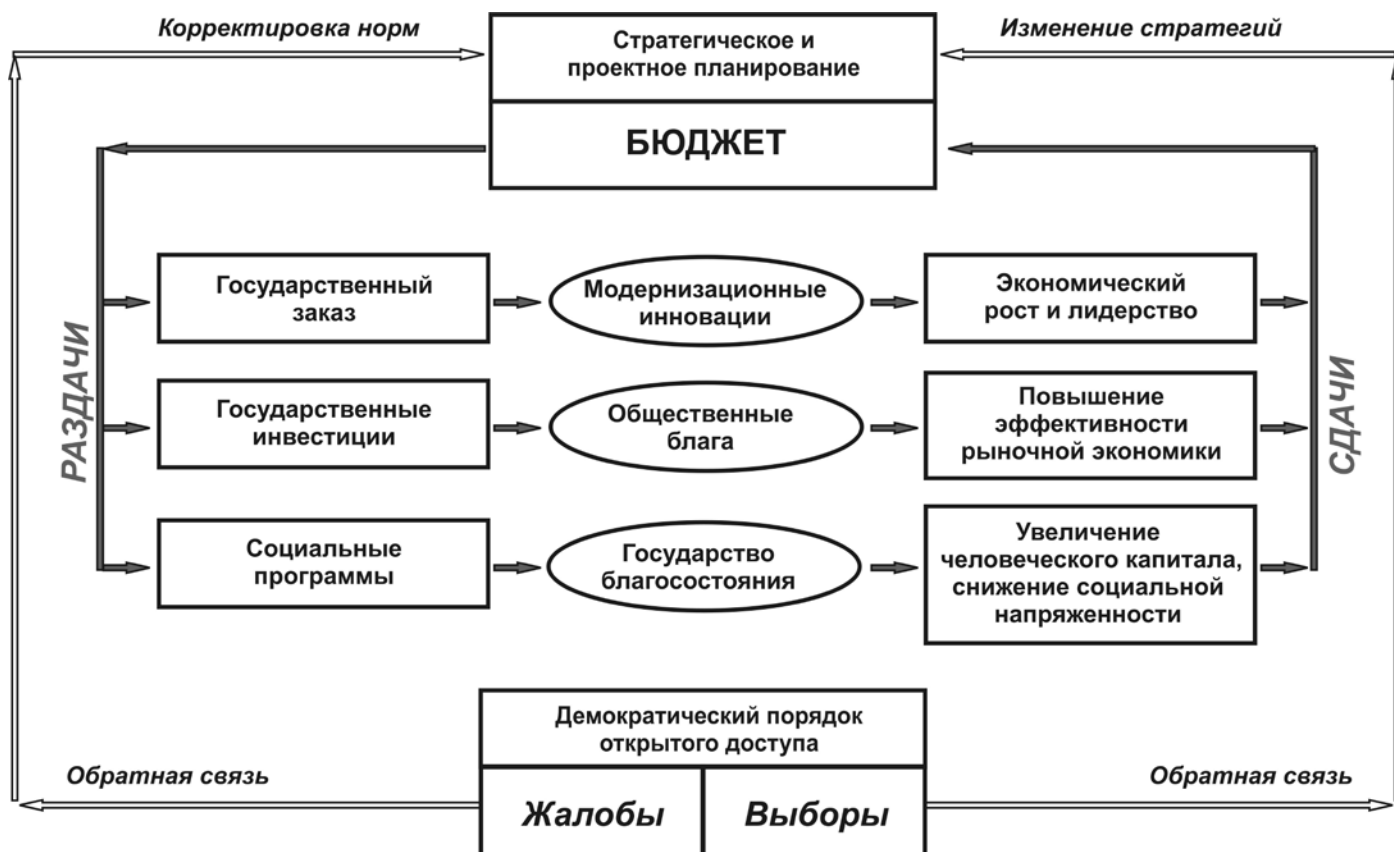 Корректировка норм
Стратегическое и
проектное планирование
Изменение стратегий
БЮДЖЕТ
РАЗДАЧИ
Государственный
заказ
Модернизационные
инновации
Экономический
рост и лидерство
Государственные
инвестиции
Общественные
блага
Повышение
эффективности
рыночной экономики
Социальные
программы
Государство
благосостояния
Увеличение
человеческого капитала,
снижение социальной
напряженности
СДАЧИ
Демократический порядок
открытого доступа
Обратная связь
Жалобы
Выборы
Обратная связь